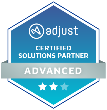 adjust
CERTIFIED
SOLUTIONS PARTNER
ADVANCED